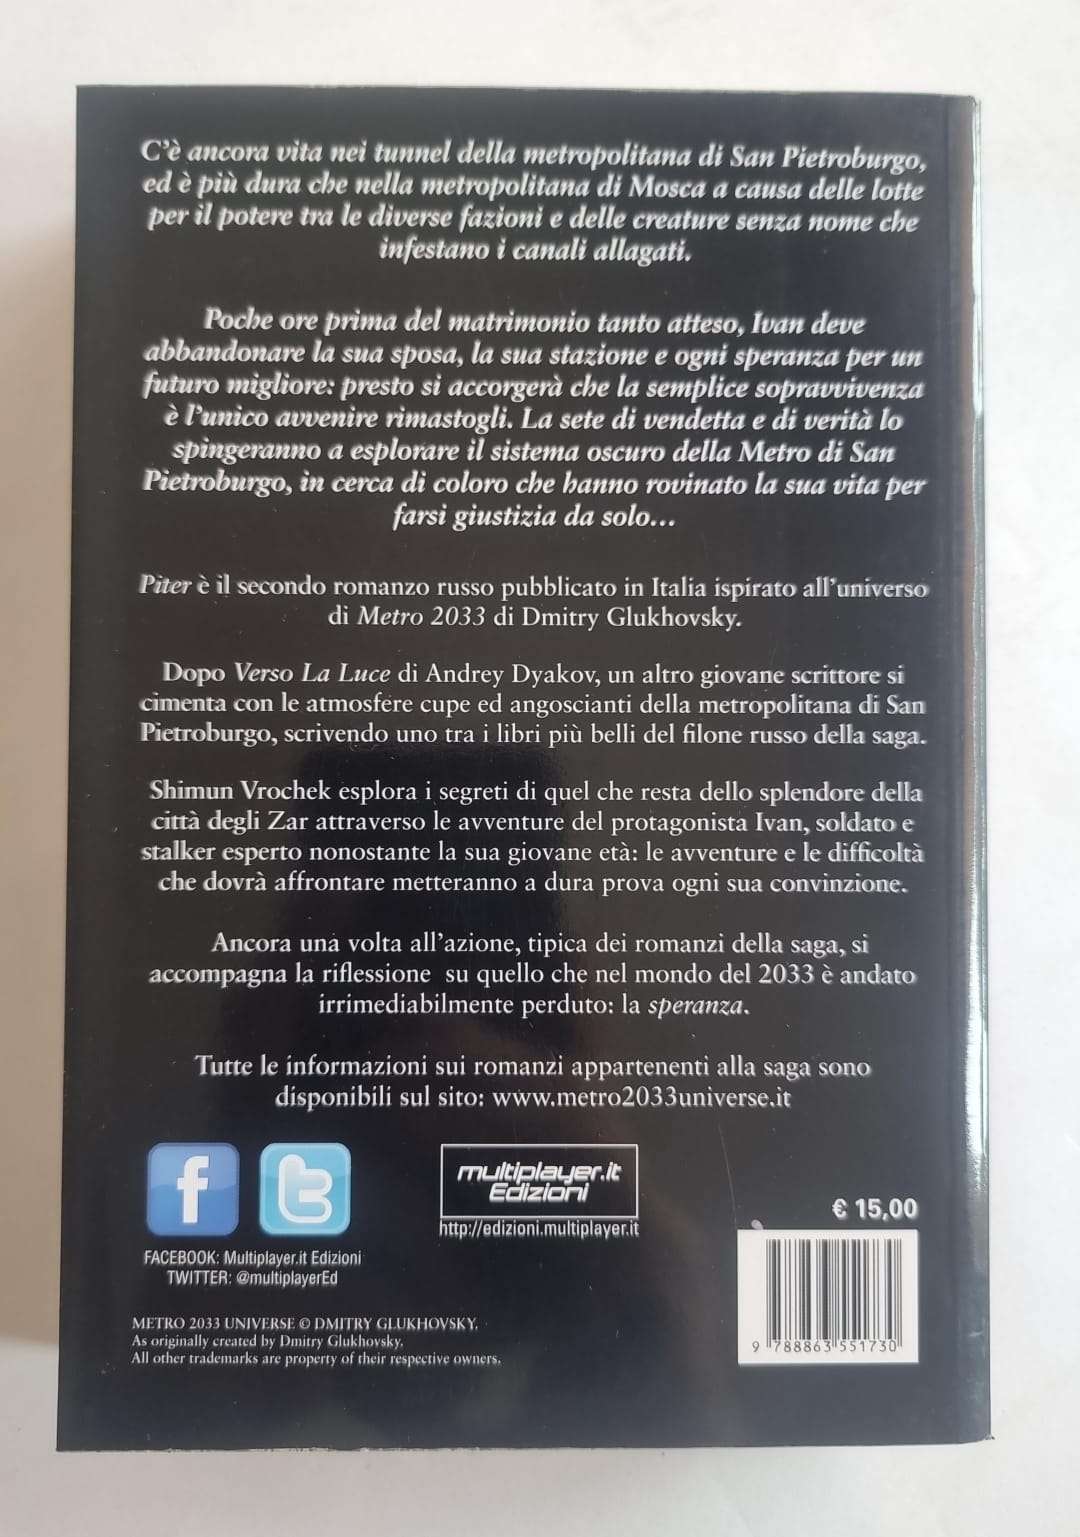 C'è ancora vita nei tunnel della metropolitana di San Pietroburgo,
ed è più dura che nella metropolitana di Mosca a causa delle lotte
per il potere tra le diverse fazioni e delle creature senza nome che
infestano i canali allagati.
Poche ore prima del matrimonio tanto atteso, Ivan deve
abbandonare la sua sposa, la sua stazione e ogni speranza per un
futuro migliore: presto si accorgerà che la semplice sopravvivenza
è l'unico avvenire rimastogli. La sete di vendetta e di verità lo
spingeranno a esplorare il sistema oscuro della Metro di San
Pietroburgo, in cerca di coloro che hanno rovinato la sua vita per
farsi giustizia da solo...
Piter è il secondo romanzo russo pubblicato in Italia ispirato all'universo
di Metro 2033 di Dmitry Glukhovsky.
Dopo Verso La Luce di Andrey Dyakov, un altro giovane scrittore si
cimenta con le atmosfere cupe ed angoscianti della metropolitana di San
Pietroburgo, scrivendo uno tra i libri più belli del filone russo della saga.
Shimun Vrochek esplora i segreti di quel che resta dello splendore della
città degli Zar attraverso le avventure del protagonista Ivan, soldato e
stalker esperto nonostante la sua giovane età: le avventure e le difficoltà
che dovrà affrontare metteranno a dura prova ogni sua convinzione.
Ancora una volta all'azione, tipica dei romanzi della saga, si
accompagna la riflessione su quello che nel mondo del 2033 è andato
irrimediabilmente perduto: la speranza.
Tutte le informazioni sui romanzi appartenenti alla saga sono
disponibili sul sito: www.metro2033universe.it
f t
multiplayer.it
Edizioni
http://edizioni.multiplayer.it
FACEBOOK: Multiplayer.it Edizioni
TWITTER: @multiplayerEd
€ 15,00
METRO 2033 UNIVERSE © DMITRY GLUKHOVSKY.
As originally created by Dmitry Glukhovsky.
All other trademarks are property of their respective owners.
9 788863 551730